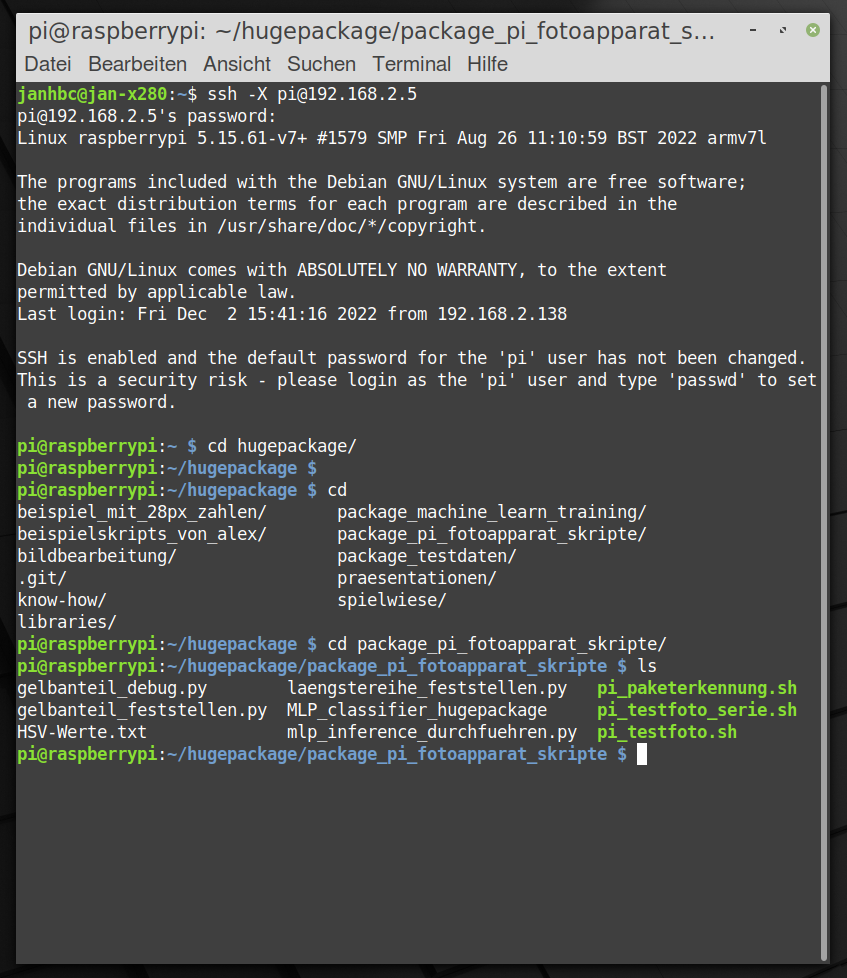 pi@raspberrypi: ~/hugepackage/package_pi_fotoapparat_s...
Datei Bearbeiten Ansicht Suchen Terminal Hilfe
janhbc@jan-x280:~$ ssh -X pi@192.168.2.5
pi@192.168.2.5's password:
Linux raspberrypi 5.15.61-v7+ #1579 SMP Fri Aug 26 11:10:59 BST 2022 armv7l

The programs included with the Debian GNU/Linux system are free software;
the exact distribution terms for each program are described in the
individual files in /usr/share/doc/*/copyright.

Debian GNU/Linux comes with ABSOLUTELY NO WARRANTY, to the extent
permitted by applicable law.
Last login: Fri Dec  2 15:41:16 2022 from 192.168.2.138

SSH is enabled and the default password for the 'pi' user has not been changed.
This is a security risk - please login as the 'pi' user and type 'passwd' to set
 a new password.

pi@raspberrypi:~ $ cd hugepackage/
pi@raspberrypi:~/hugepackage $
pi@raspberrypi:~/hugepackage $ cd
beispiel_mit_28px_zahlen/       package_machine_learn_training/
beispielskripts_von_alex/       package_pi_fotoapparat_skripte/
bildbearbeitung/                package_testdaten/
.git/                           praesentationen/
know-how/                       spielwiese/
libraries/
pi@raspberrypi:~/hugepackage $ cd package_pi_fotoapparat_skripte/
pi@raspberrypi:~/hugepackage/package_pi_fotoapparat_skripte $ ls
gelbanteil_debug.py        laengstereihe_feststellen.py   pi_paketerkennung.sh
gelbanteil_feststellen.py  MLP_classifier_hugepackage     pi_testfoto_serie.sh
HSV-Werte.txt              mlp_inference_durchfuehren.py  pi_testfoto.sh
pi@raspberrypi:~/hugepackage/package_pi_fotoapparat_skripte $